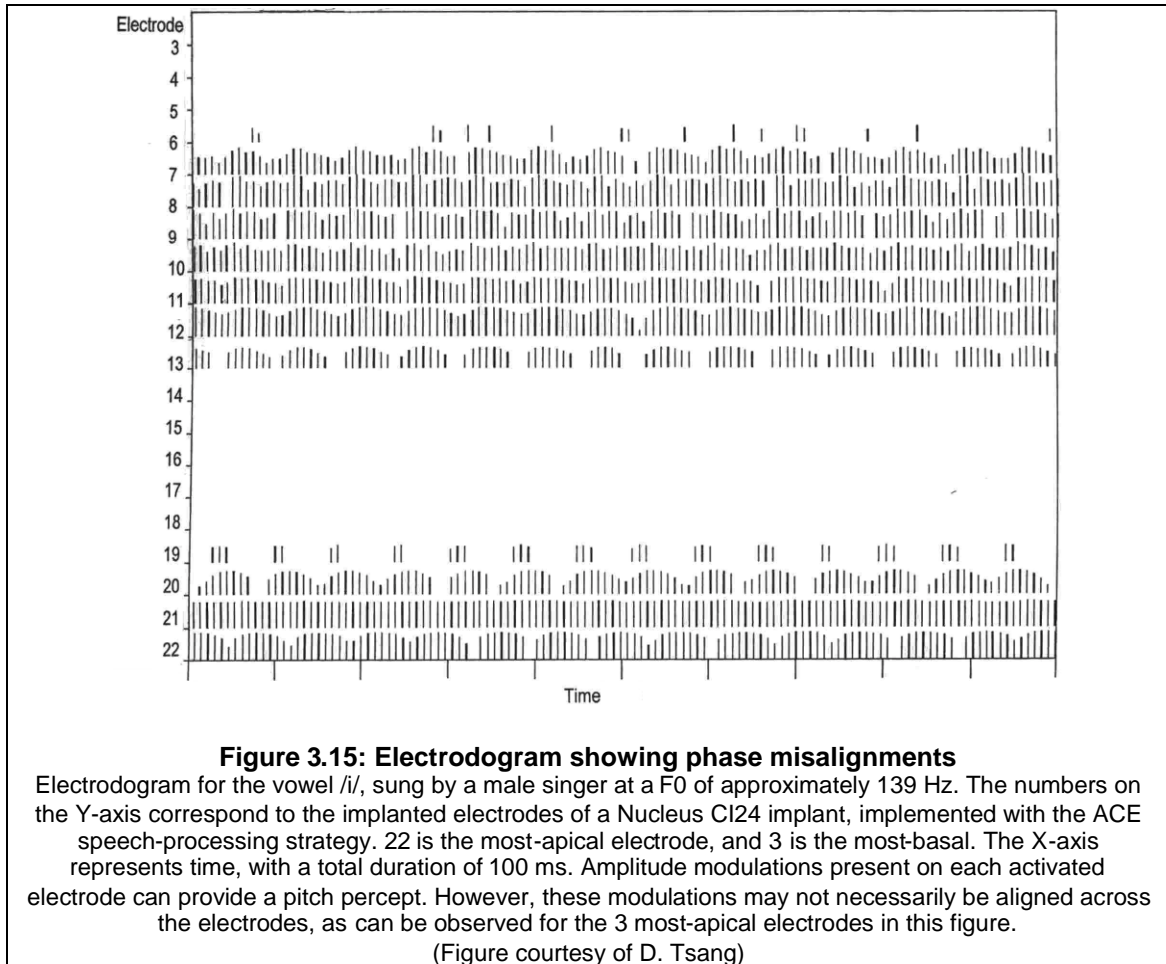 Electrode
3
4
5
6
7
8
9
10
11
12
13
14
15
16
17
18
19
20
21
22
Time
Figure 3.15: Electrodogram showing phase misalignments
Electrodogram for the vowel /i/, sung by a male singer at a F0 of approximately 139 Hz. The numbers on
the Y-axis correspond to the implanted electrodes of a Nucleus CI24 implant, implemented with the ACE
speech-processing strategy. 22 is the most-apical electrode, and 3 is the most-basal. The X-axis
represents time, with a total duration of 100 ms. Amplitude modulations present on each activated
electrode can provide a pitch percept. However, these modulations may not necessarily be aligned across
the electrodes, as can be observed for the 3 most-apical electrodes in this figure.
(Figure courtesy of D. Tsang)